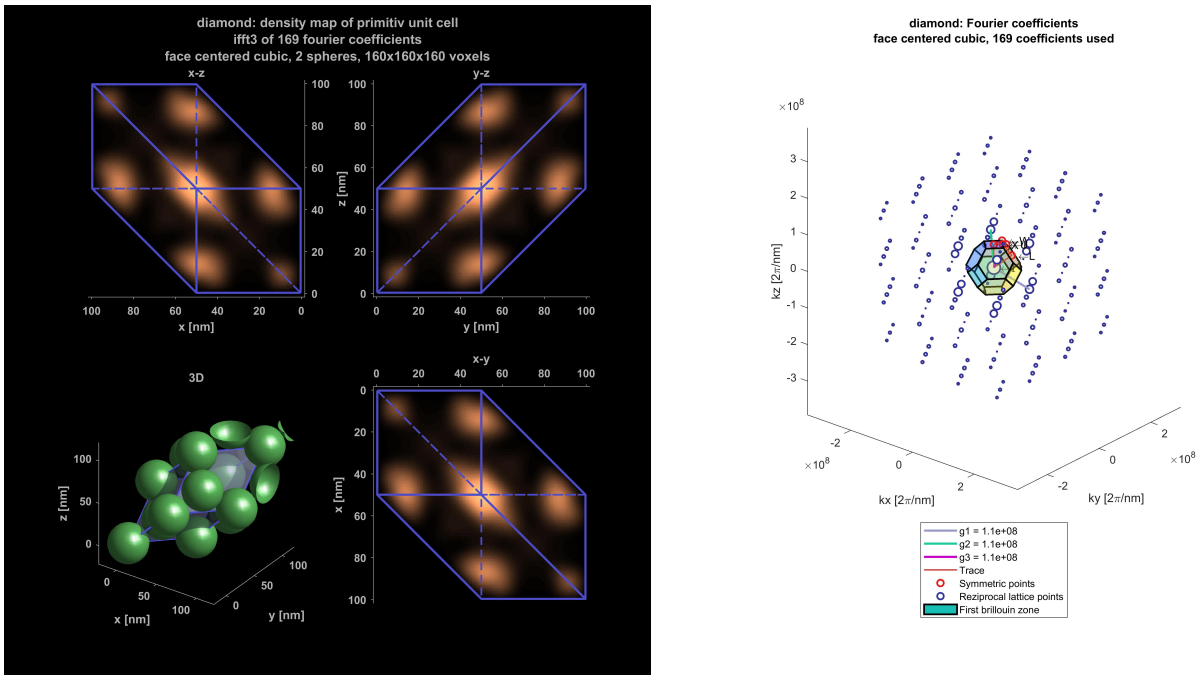 diamond: density map of primitiv unit cell
ifft3 of 169 fourier coefficients
face centered cubic, 2 spheres, 160x160x160 voxels
x-z
100
80
60
40
20
0
100 80 60 40 20 0
x [nm]
y-z
100
80
60
40
20
0
z [nm]
0 20 40 60 80 100
y [nm]
3D
100
50
0
z [nm]
0 50 100
x [nm]
0 50 100
y [nm]
x-y
0 20 40 60 80 100
0
20
40
60
80
100
x [nm]
diamond: Fourier coefficients
face centered cubic, 169 coefficients used
×10⁸
3
2
1
0
-1
-2
-3
kz [2π/nm]
L
-2 0 2
×10⁸
kx [2π/nm]
-2 0 2
×10⁸
ky [2π/nm]
g1 = 1.1e+08
g2 = 1.1e+08
g3 = 1.1e+08
Trace
Symmetric points
Reziprocal lattice points
First brillouin zone